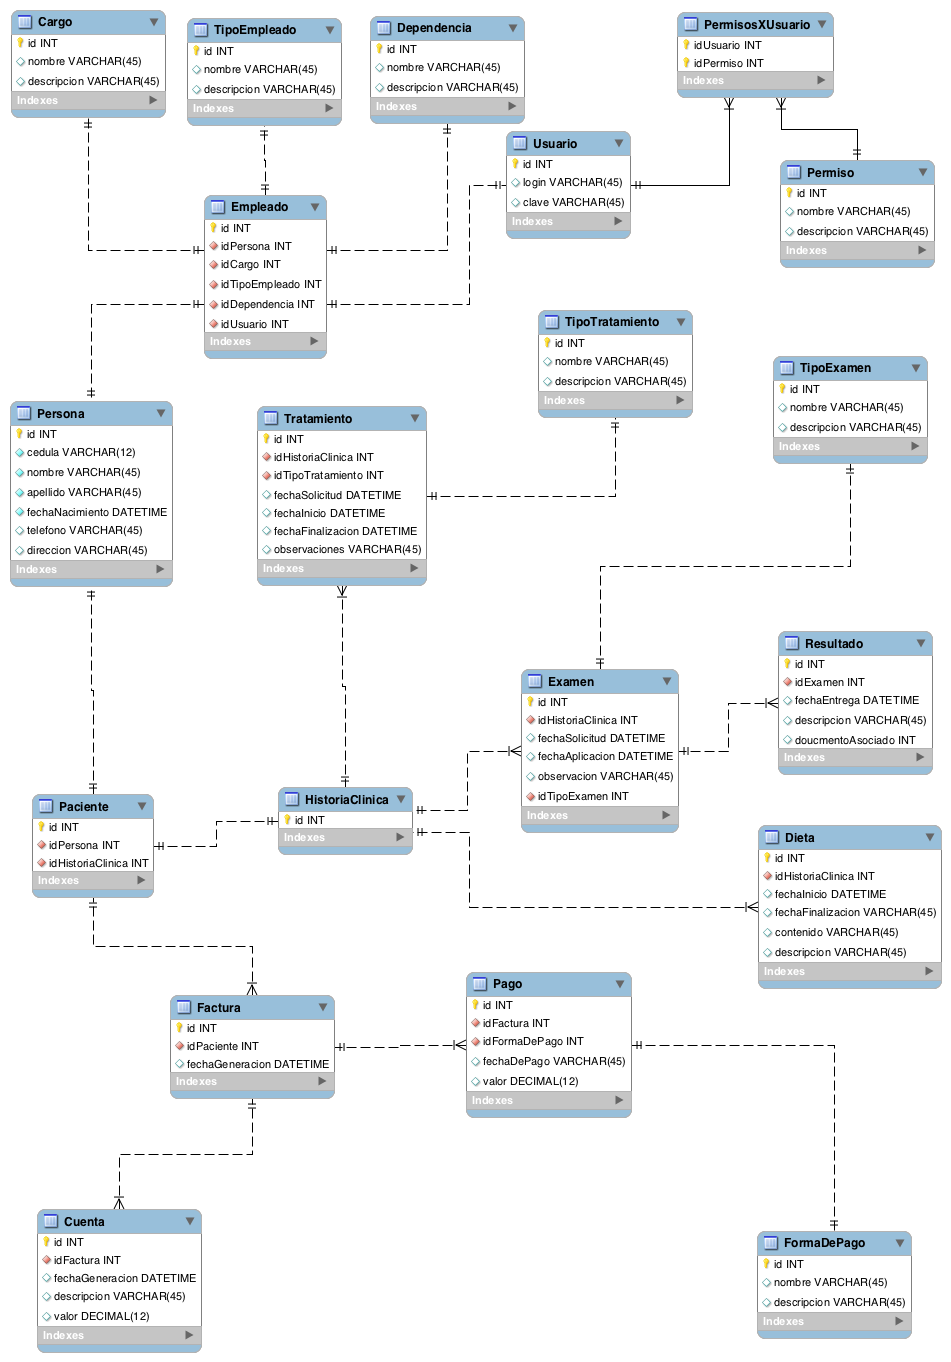 Cargo
id INT
nombre VARCHAR(45)
descripcion VARCHAR(45)
Indexes
TipoEmpleado
id INT
nombre VARCHAR(45)
descripcion VARCHAR(45)
Indexes
Dependencia
id INT
nombre VARCHAR(45)
descripcion VARCHAR(45)
Indexes
PermisosXUsuario
idUsuario INT
idPermiso INT
Indexes
Usuario
id INT
login VARCHAR(45)
clave VARCHAR(45)
Indexes
Permiso
id INT
nombre VARCHAR(45)
descripcion VARCHAR(45)
Indexes
Empleado
id INT
idPersona INT
idCargo INT
idTipoEmpleado INT
idDependencia INT
idUsuario INT
Indexes
TipoTratamiento
id INT
nombre VARCHAR(45)
descripcion VARCHAR(45)
Indexes
TipoExamen
id INT
nombre VARCHAR(45)
descripcion VARCHAR(45)
Indexes
Persona
id INT
cedula VARCHAR(12)
nombre VARCHAR(45)
apellido VARCHAR(45)
fechaNacimiento DATETIME
telefono VARCHAR(45)
direccion VARCHAR(45)
Indexes
Tratamiento
id INT
idHistoriaClinica INT
idTipoTratamiento INT
fechaSolicitud DATETIME
fechaInicio DATETIME
fechaFinalizacion DATETIME
observaciones VARCHAR(45)
Indexes
Examen
id INT
idHistoriaClinica INT
fechaSolicitud DATETIME
fechaAplicacion DATETIME
observacion VARCHAR(45)
idTipoExamen INT
Indexes
Resultado
id INT
idExamen INT
fechaEntrega DATETIME
descripcion VARCHAR(45)
doucmentoAsociado INT
Indexes
Paciente
id INT
idPersona INT
idHistoriaClinica INT
Indexes
HistoriaClinica
id INT
Indexes
Dieta
id INT
idHistoriaClinica INT
fechaInicio DATETIME
fechaFinalizacion VARCHAR(45)
contenido VARCHAR(45)
descripcion VARCHAR(45)
Indexes
Factura
id INT
idPaciente INT
fechaGeneracion DATETIME
Indexes
Pago
id INT
idFactura INT
idFormaDePago INT
fechaDePago VARCHAR(45)
valor DECIMAL(12)
Indexes
Cuenta
id INT
idFactura INT
fechaGeneracion DATETIME
descripcion VARCHAR(45)
valor DECIMAL(12)
Indexes
FormaDePago
id INT
nombre VARCHAR(45)
descripcion VARCHAR(45)
Indexes